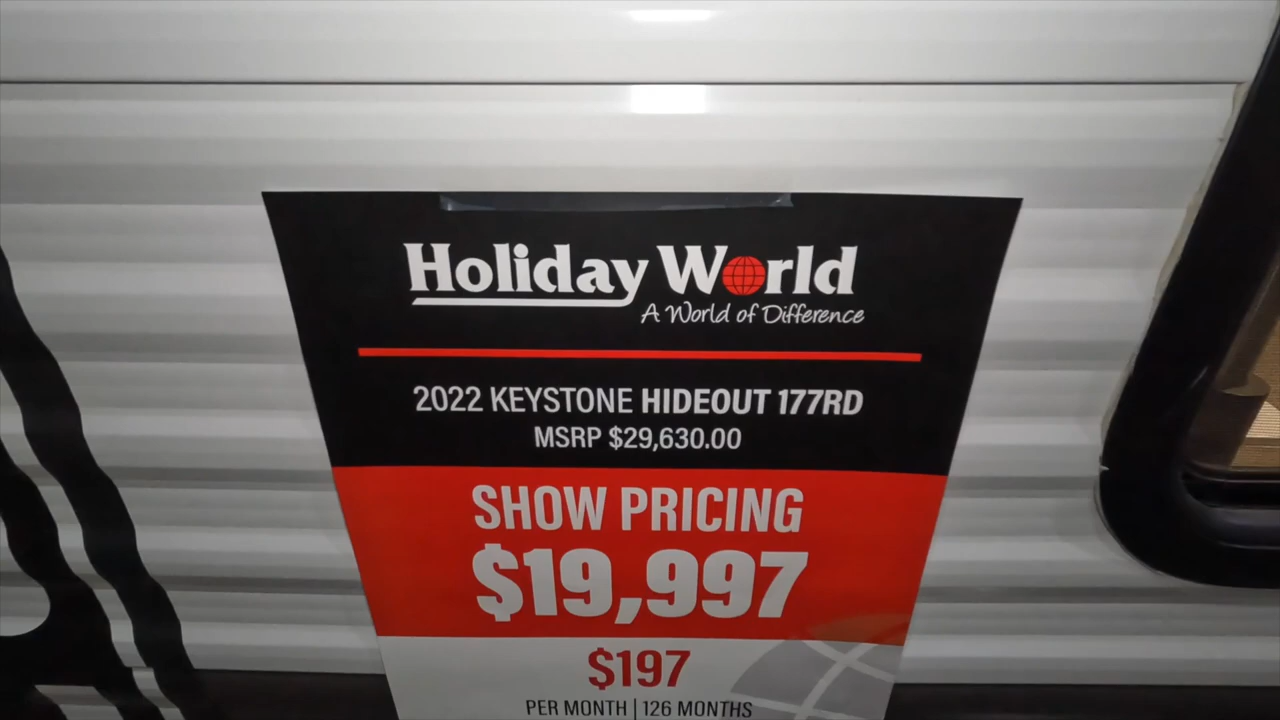 Holiday World
A World of Difference
2022 KEYSTONE HIDEOUT 177RD
MSRP $29,630.00
SHOW PRICING
$19,997
$197
PER MONTH | 126 MONTHS